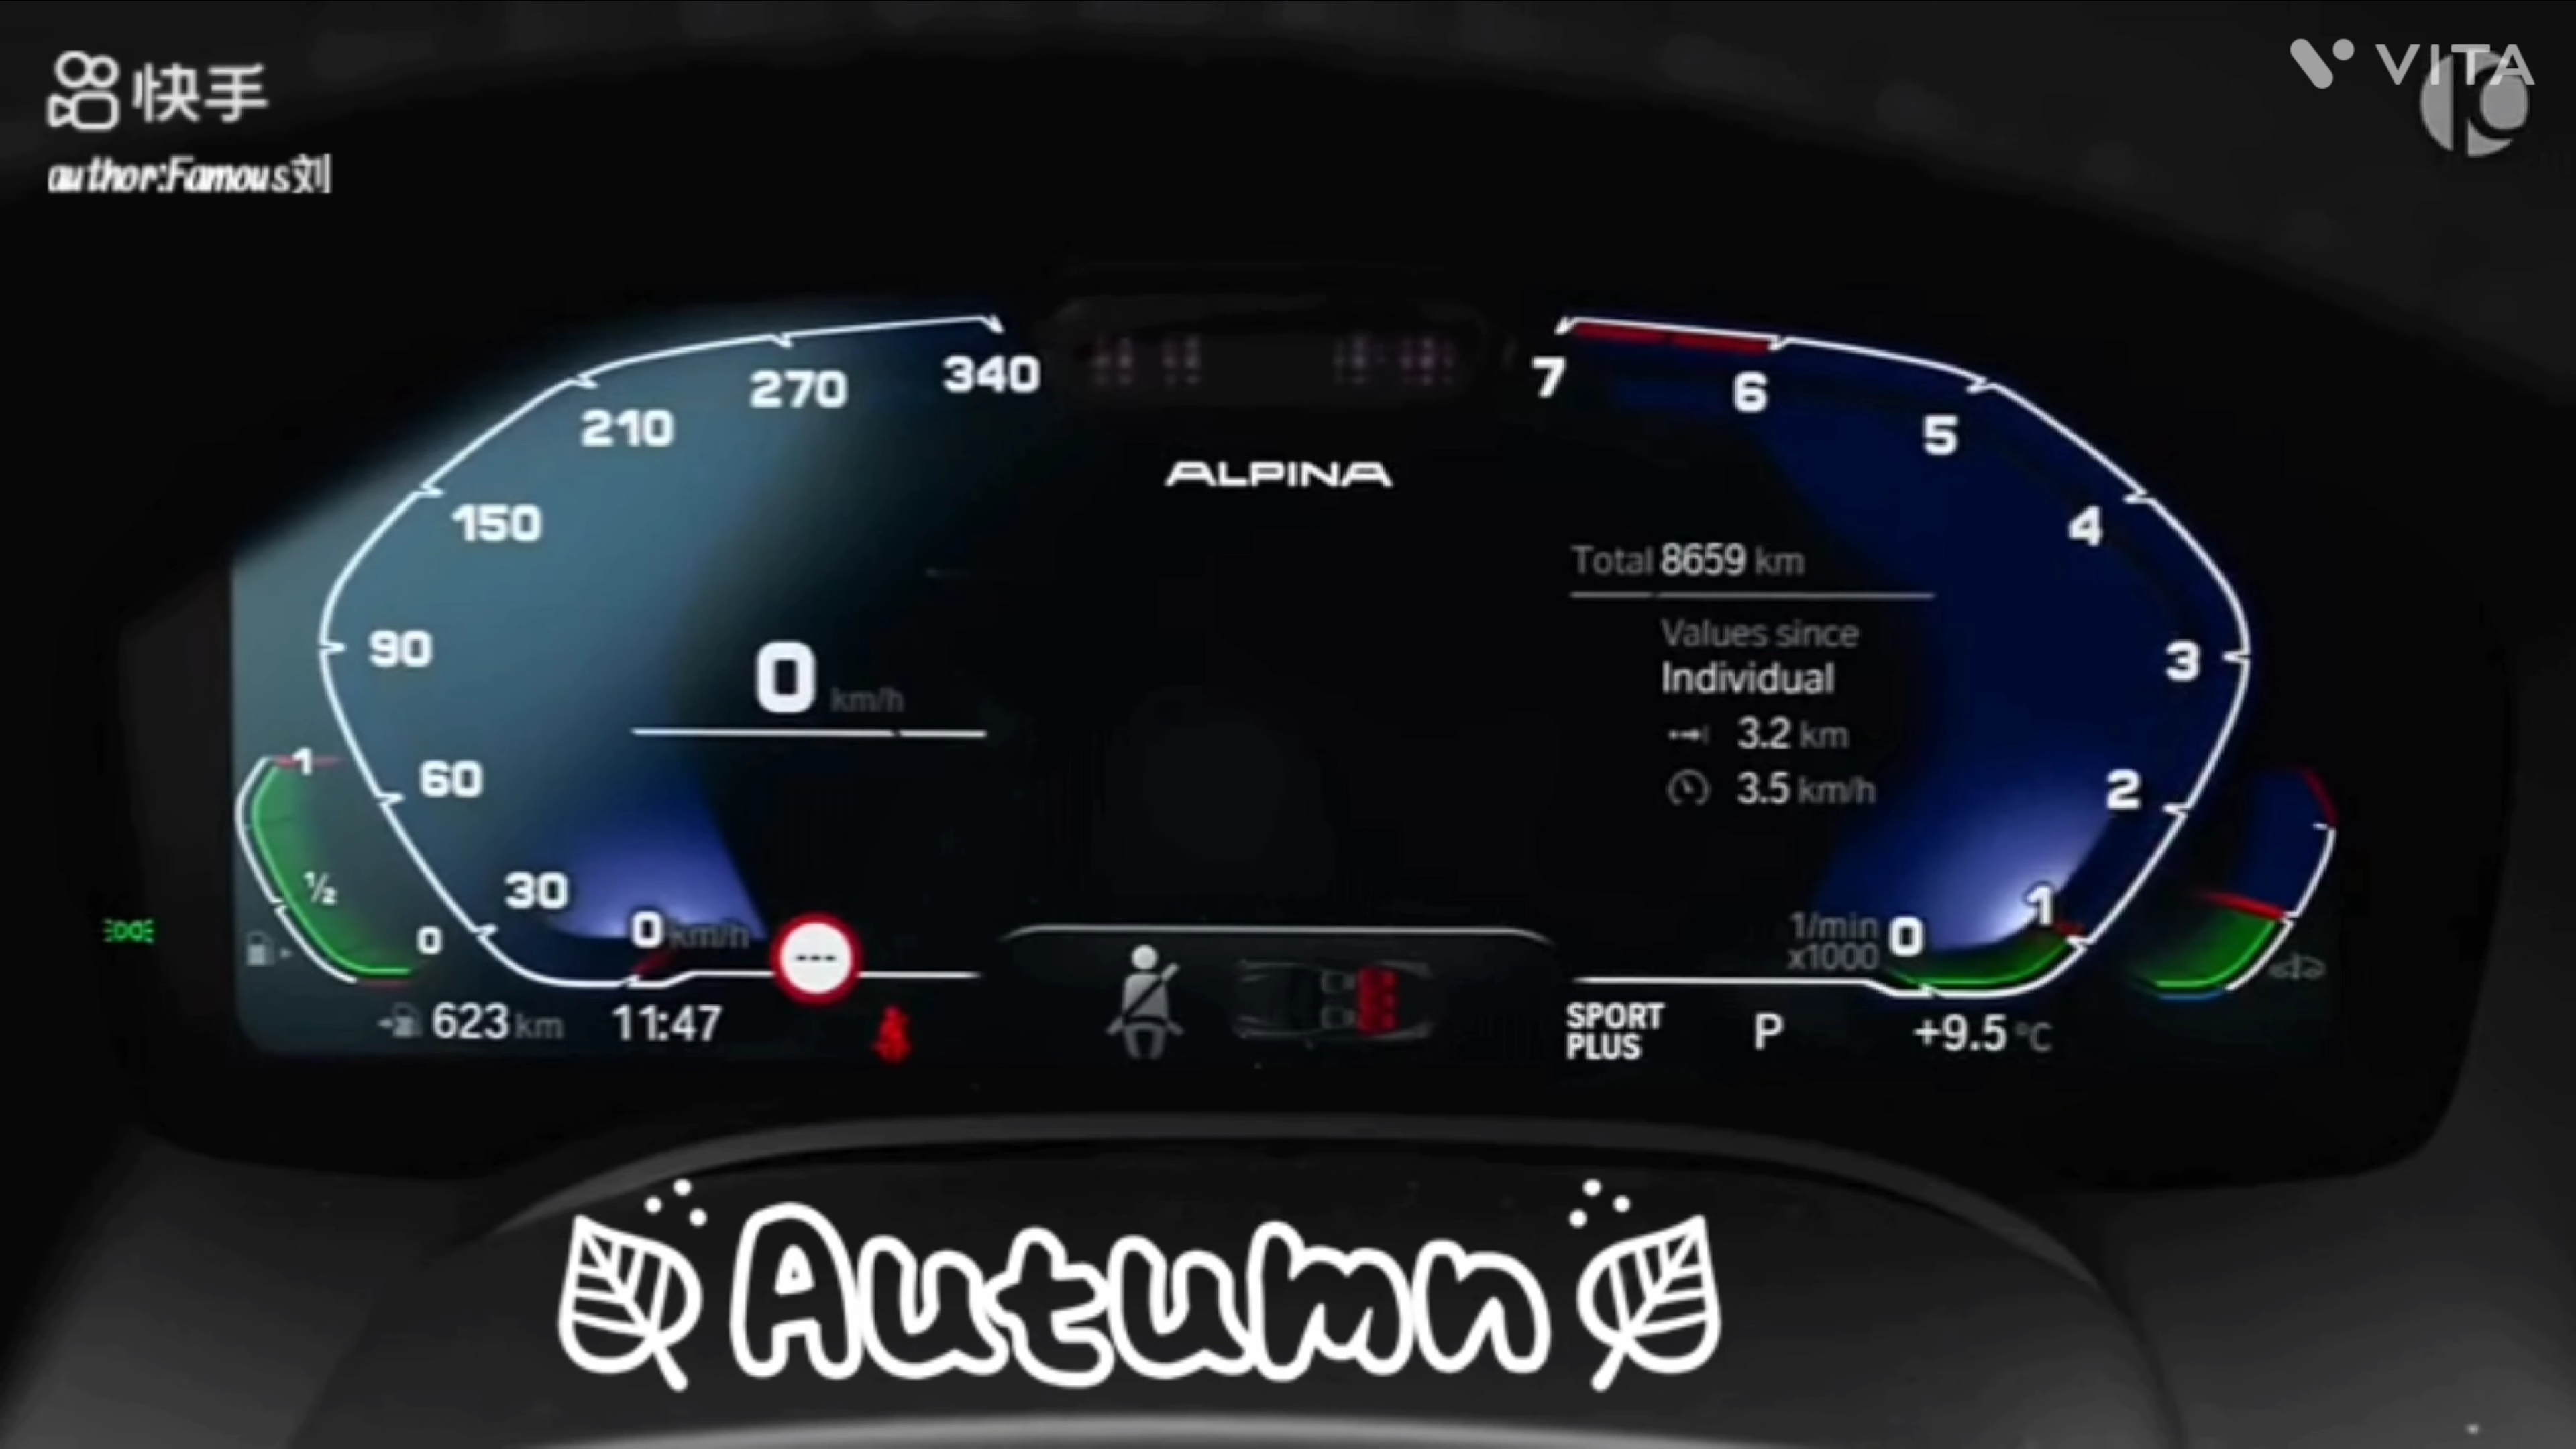 快手
author:Famous刘
VITA
340
270
210
150
90
60
30
0 km/h
ALPINA
0 km/h
7
6
5
4
3
2
1
0
1/min
x1000
Total 8659 km
Values since
Individual
3.2 km
3.5 km/h
1
½
0
---
623 km
11:47
SPORT
PLUS
P
+9.5 °C
Autumn